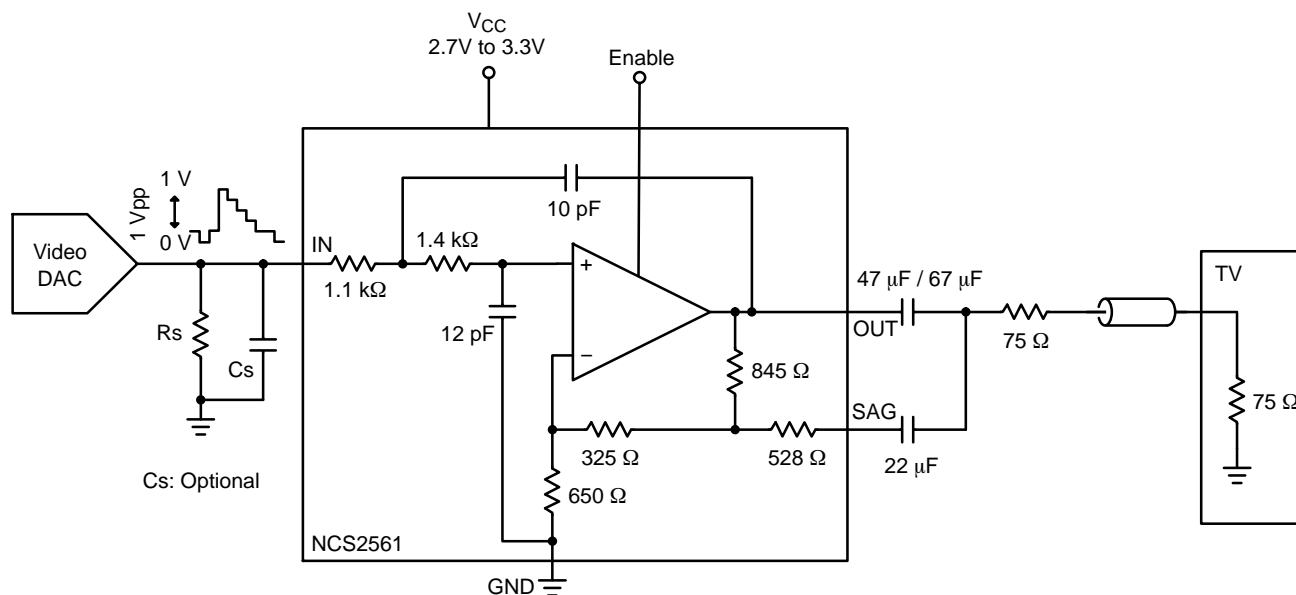 V_CC
2.7V to 3.3V
Enable
1 Vpp
1 V
0 V
10 pF
Video
DAC
IN
1.4 kΩ
1.1 kΩ
+
12 pF
−
47 μF / 67 μF
OUT
75 Ω
TV
75 Ω
Rs
Cs
845 Ω
SAG
325 Ω
528 Ω
22 μF
650 Ω
Cs: Optional
NCS2561
GND